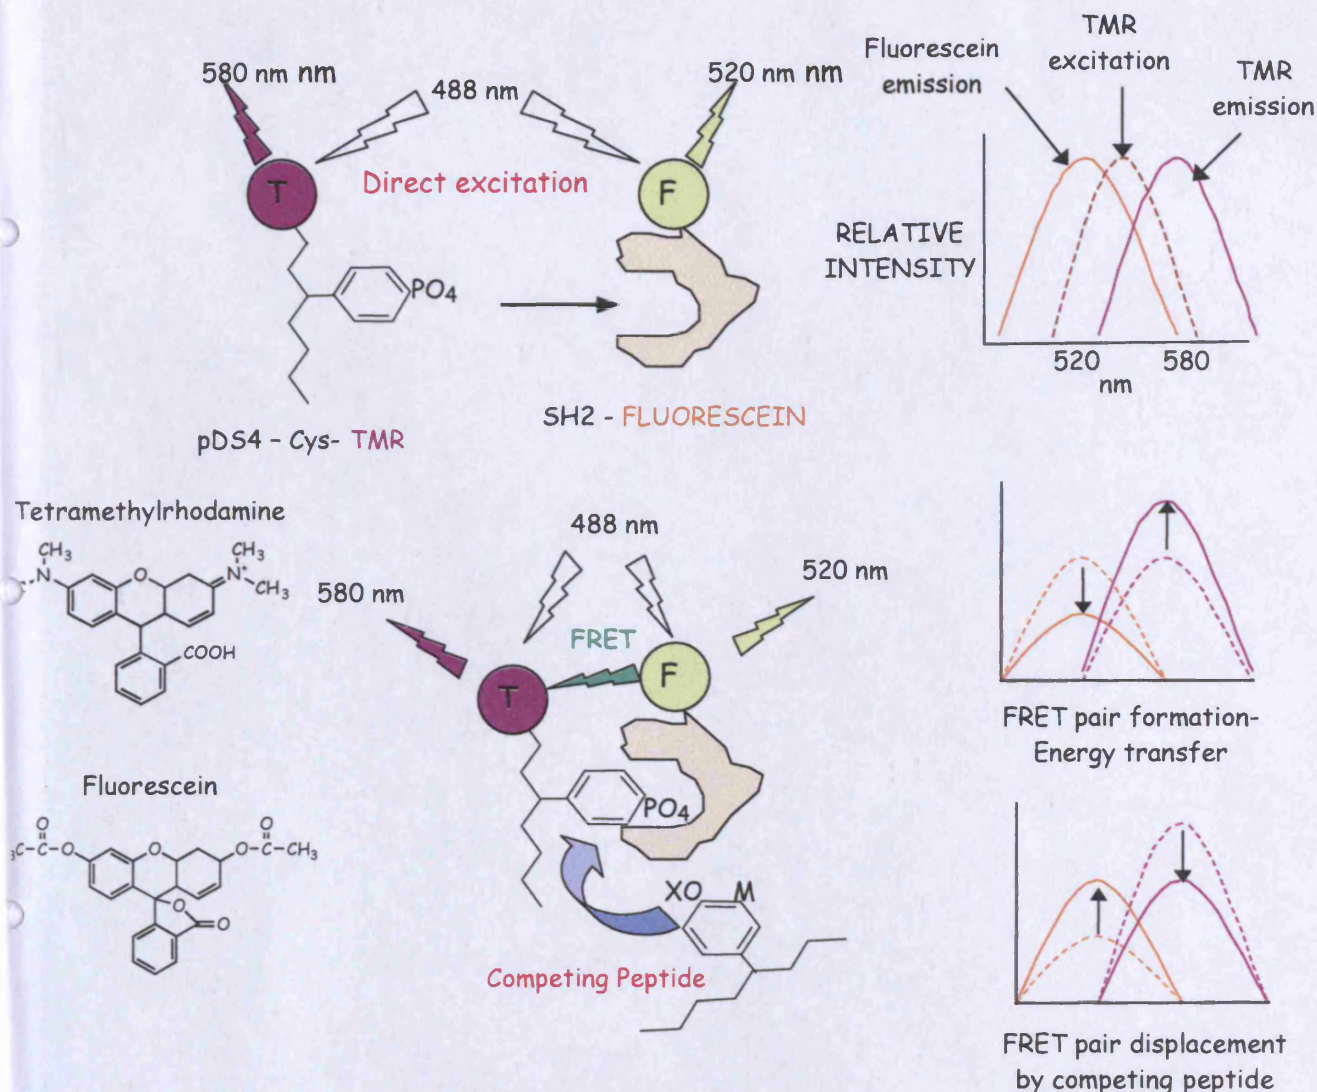 580 nm nm
488 nm
520 nm nm
T
F
Direct excitation
PO4
pDS4 – Cys- TMR
SH2 - FLUORESCEIN
Fluorescein
emission
TMR
excitation
TMR
emission
RELATIVE
INTENSITY
520
580
nm
Tetramethylrhodamine
CH3
N
O
CH3
N+
CH3
COOH
488 nm
580 nm
520 nm
FRET
T
F
PO4
XO
M
Competing Peptide
Fluorescein
O
C
O
O
O
O
C
CH3
O
O
FRET pair formation-
Energy transfer
FRET pair displacement
by competing peptide